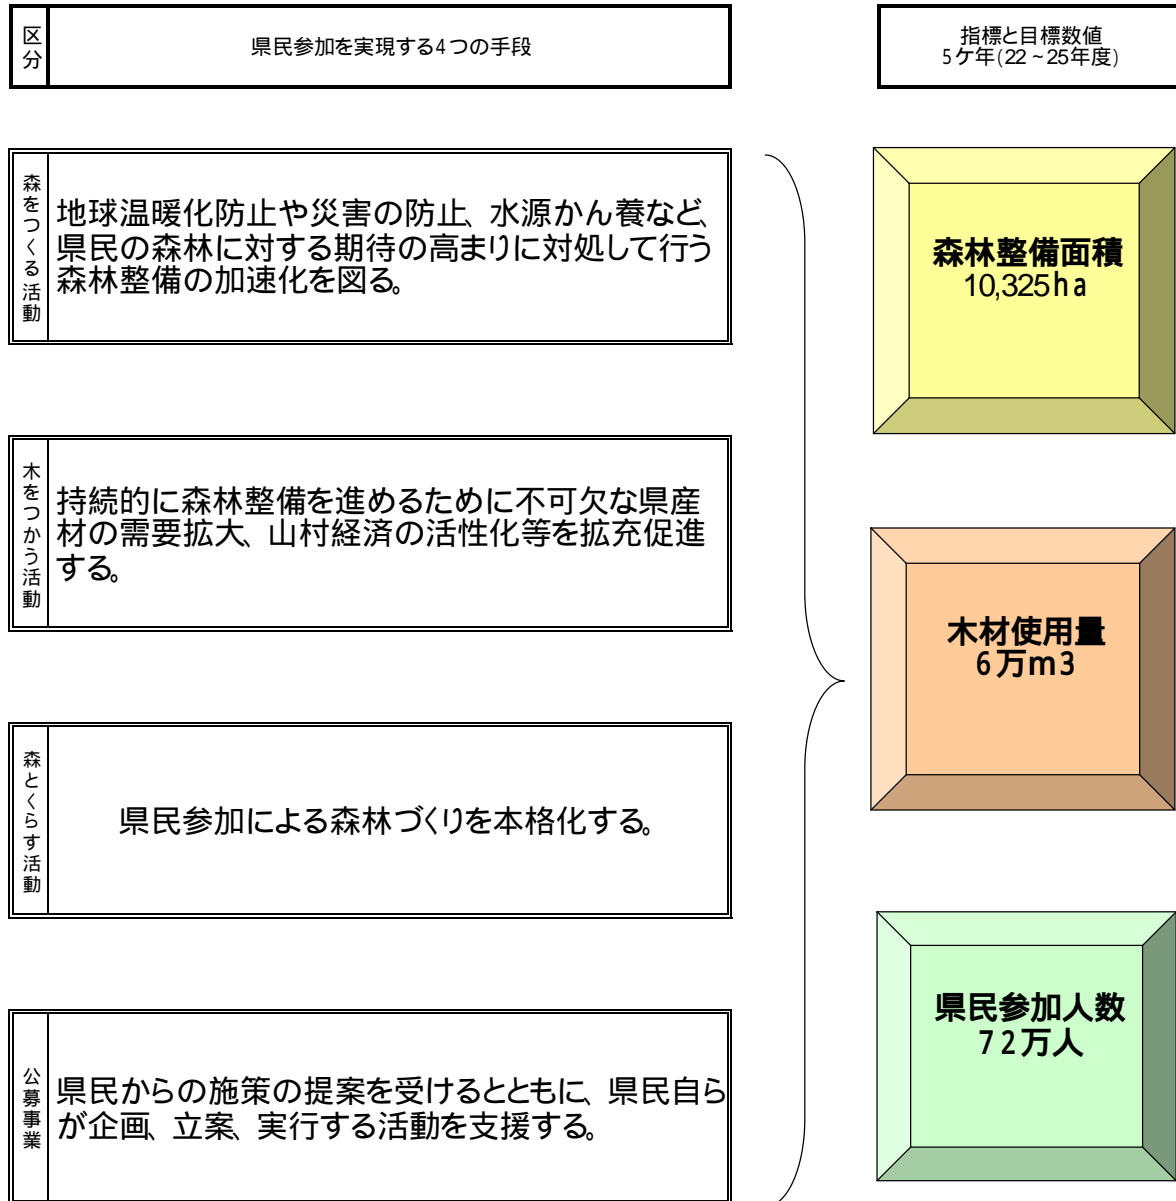 区分
県民参加を実現する4つの手段
指標と目標数値
5ケ年(22~25年度)
森をつくる活動
地球温暖化防止や災害の防止、水源かん養など、
県民の森林に対する期待の高まりに対処して行う
森林整備の加速化を図る。
木をつかう活動
持続的に森林整備を進めるために不可欠な県産
材の需要拡大、山村経済の活性化等を拡充促進
する。
森とくらす活動
県民参加による森林づくりを本格化する。
公募事業
県民からの施策の提案を受けるとともに、県民自ら
が企画、立案、実行する活動を支援する。
森林整備面積
10,325ha
木材使用量
6万m3
県民参加人数
72万人